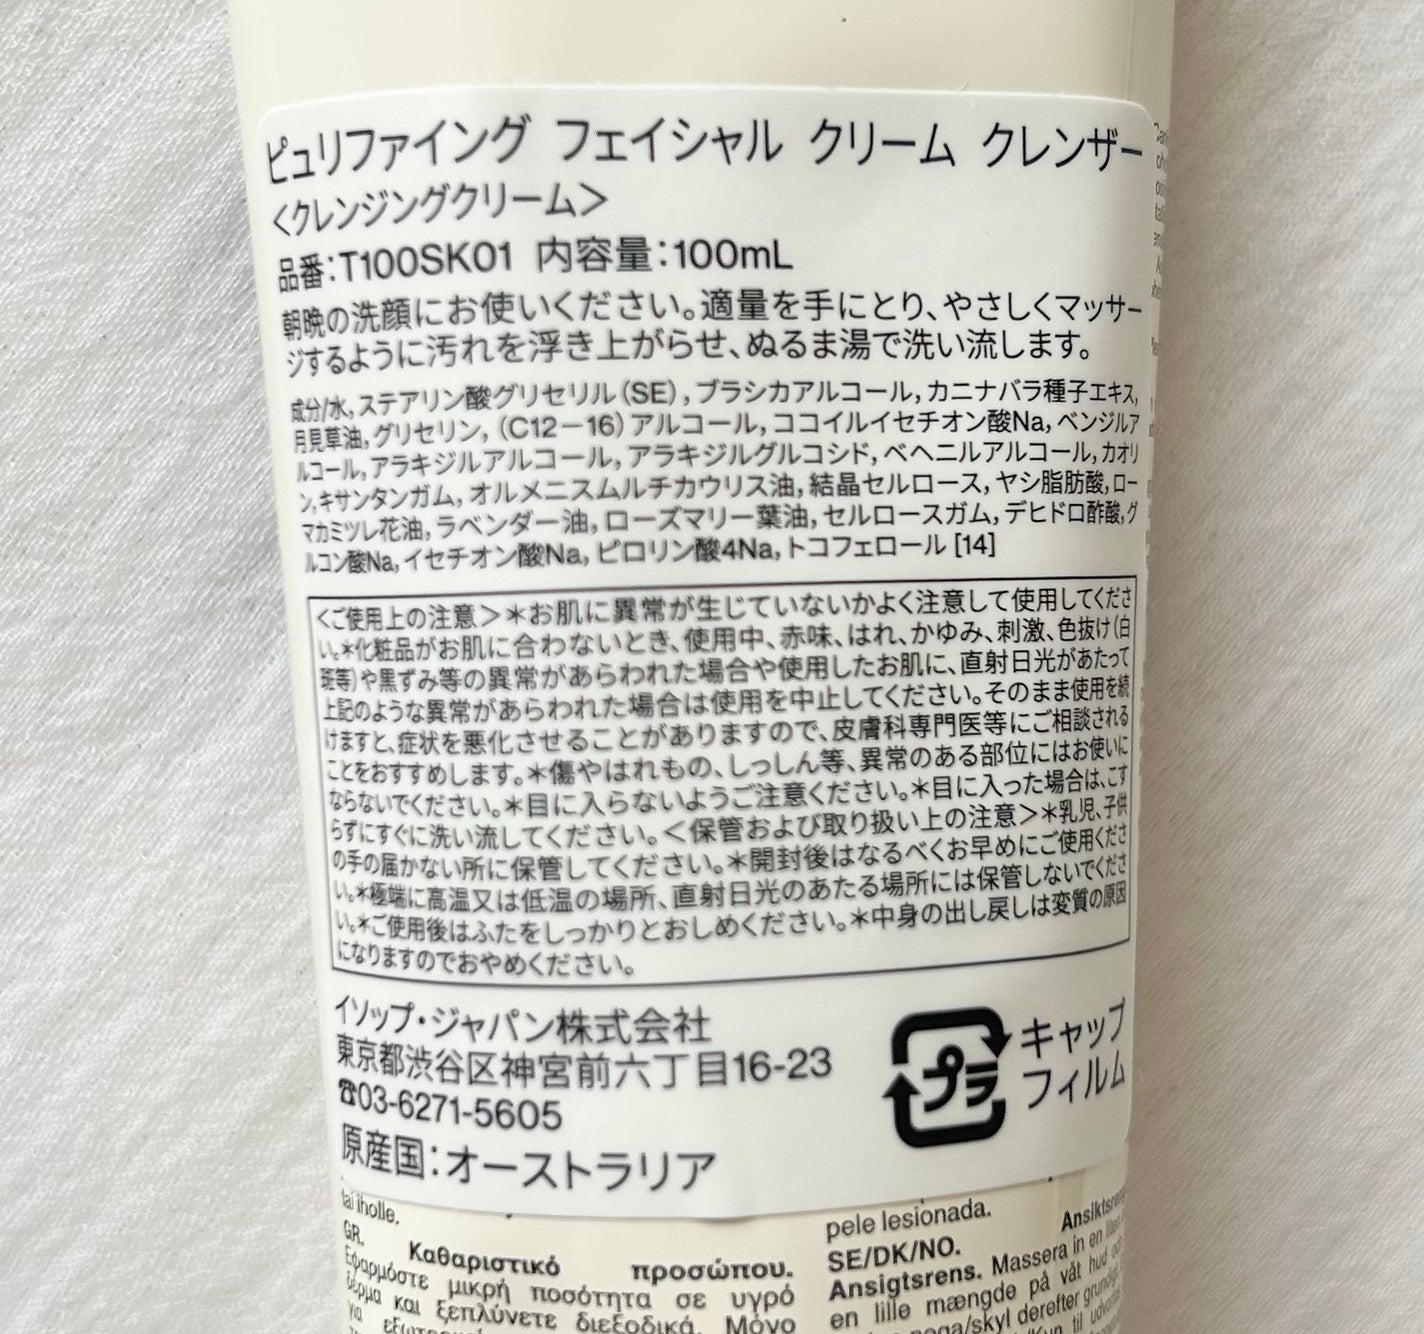 ピュリファイング フェイシャル クリーム クレンザー
<クレンジングクリーム>
品番:T100SK01 内容量:100mL
朝晩の洗顔にお使いください。適量を手にとり、やさしくマッサー
ジするように汚れを浮き上がらせ、ぬるま湯で洗い流します。
成分/水, ステアリン酸グリセリル(SE), ブラシカアルコール, カニナバラ種子エキス,
月見草油, グリセリン, (C12-16)アルコール, ココイルイセチオン酸Na, ベンジルア
ルコール, アラキジルアルコール, アラキジルグルコシド, ベヘニルアルコール, カオリ
ン, キサンタンガム, オルメニスムルチカウリス油, 結晶セルロース, ヤシ脂肪酸, ロー
マカミツレ花油, ラベンダー油, ローズマリー葉油, セルロースガム, デヒドロ酢酸, グ
ルコン酸Na, イセチオン酸Na, ピロリン酸4Na, トコフェロール [14]
<ご使用上の注意>*お肌に異常が生じていないかよく注意して使用してくださ
い。*化粧品がお肌に合わないとき、使用中、赤味、はれ、かゆみ、刺激、色抜け(白
斑等)や黒ずみ等の異常があらわれた場合や使用したお肌に、直射日光があたって
上記のような異常があらわれた場合は使用を中止してください。そのまま使用を続
けますと、症状を悪化させることがありますので、皮膚科専門医等にご相談される
ことをおすすめします。*傷やはれもの、しっしん等、異常のある部位にはお使いに
ならないでください。*目に入らないようご注意ください。*目に入った場合は、こす
らずにすぐに洗い流してください。<保管および取り扱い上の注意>*乳児、子供
の手の届かない所に保管してください。*開封後はなるべくお早めにご使用くださ
い。*極端に高温又は低温の場所、直射日光のあたる場所には保管しないでくださ
い。*ご使用後はふたをしっかりとおしめください。*中身の出し戻しは変質の原因
になりますのでおやめください。
イソップ・ジャパン株式会社
東京都渋谷区神宮前六丁目16-23
☎03-6271-5605
原産国:オーストラリア
プラ
キャップ
フィルム
tai iholle.
GR. Καθαριστικό προσώπου.
Εφαρμόστε μικρή ποσότητα σε υγρό
δέρμα και ξεπλύνετε διεξοδικά. Μόνο
για
pele lesionada.
SE/DK/NO.
Ansigtsrens. Massera in en liten
en lille mængde på våt hud